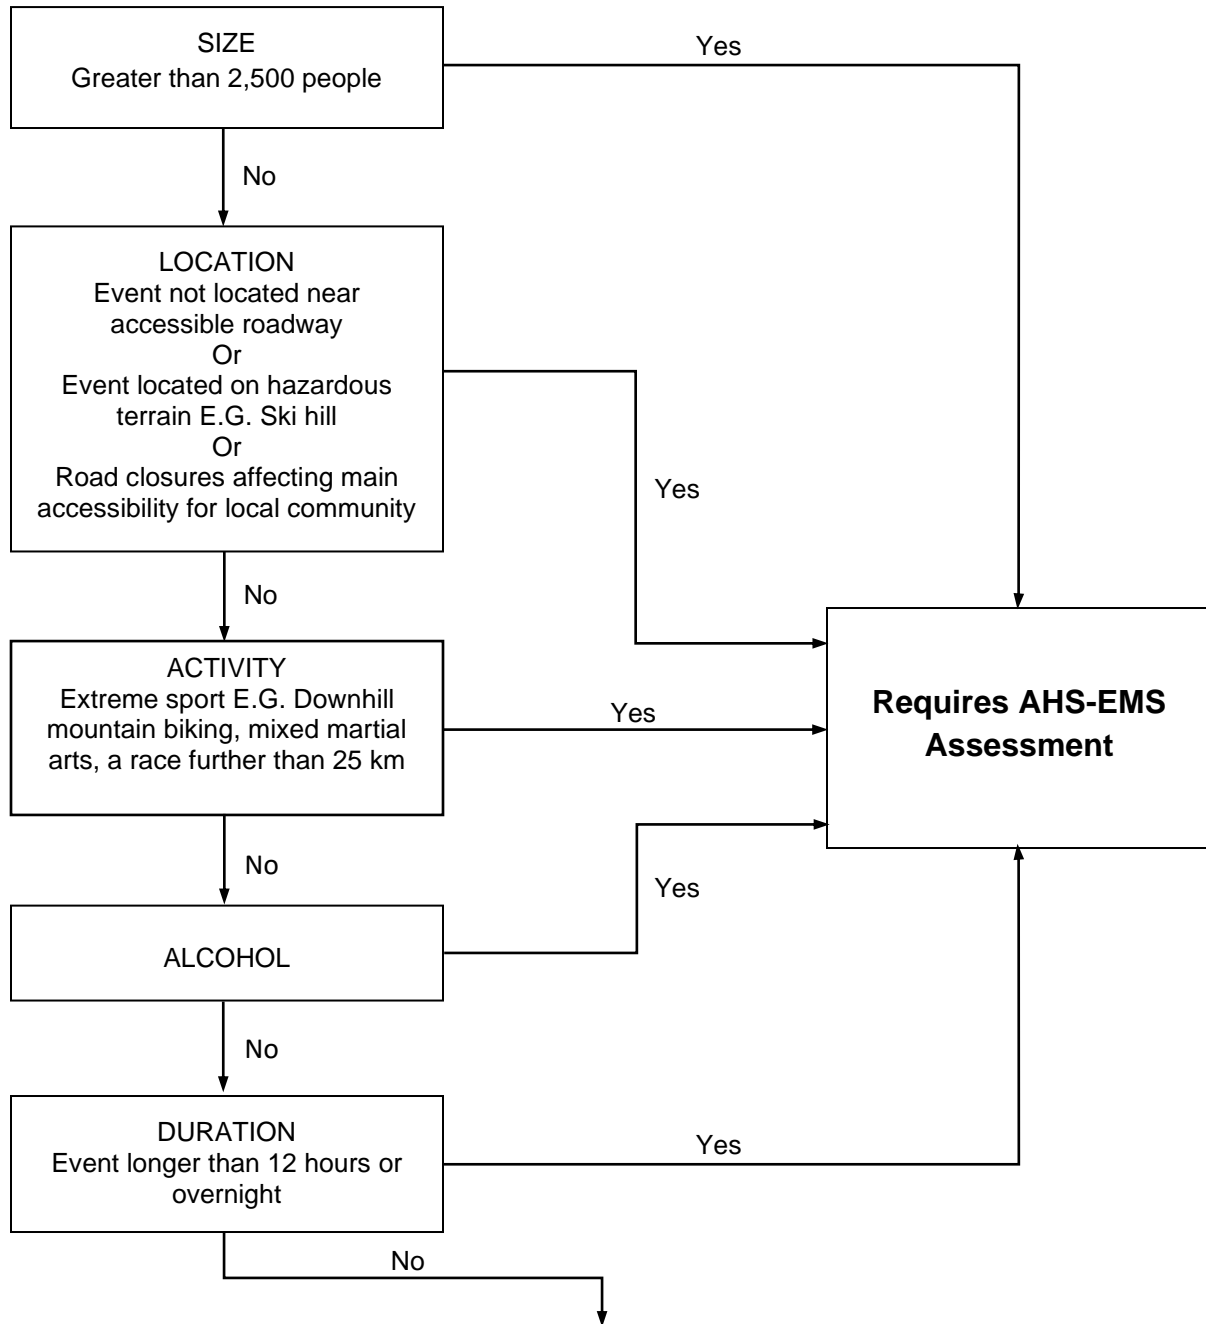 SIZE
Greater than 2,500 people
Yes
No
LOCATION
Event not located near
accessible roadway
Or
Event located on hazardous
terrain E.G. Ski hill
Or
Road closures affecting main
accessibility for local community
Yes
No
ACTIVITY
Extreme sport E.G. Downhill
mountain biking, mixed martial
arts, a race further than 25 km
Yes
Requires AHS-EMS
Assessment
No
Yes
ALCOHOL
No
DURATION
Event longer than 12 hours or
overnight
Yes
No